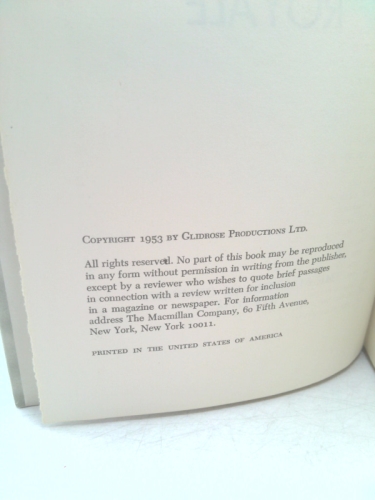 ROYALE
COPYRIGHT 1953 BY GLIDROSE PRODUCTIONS LTD.
All rights reserved. No part of this book may be reproduced
in any form without permission in writing from the publisher,
except by a reviewer who wishes to quote brief passages
in connection with a review written for inclusion
in a magazine or newspaper. For information
address The Macmillan Company, 60 Fifth Avenue,
New York, New York 10011.
PRINTED IN THE UNITED STATES OF AMERICA